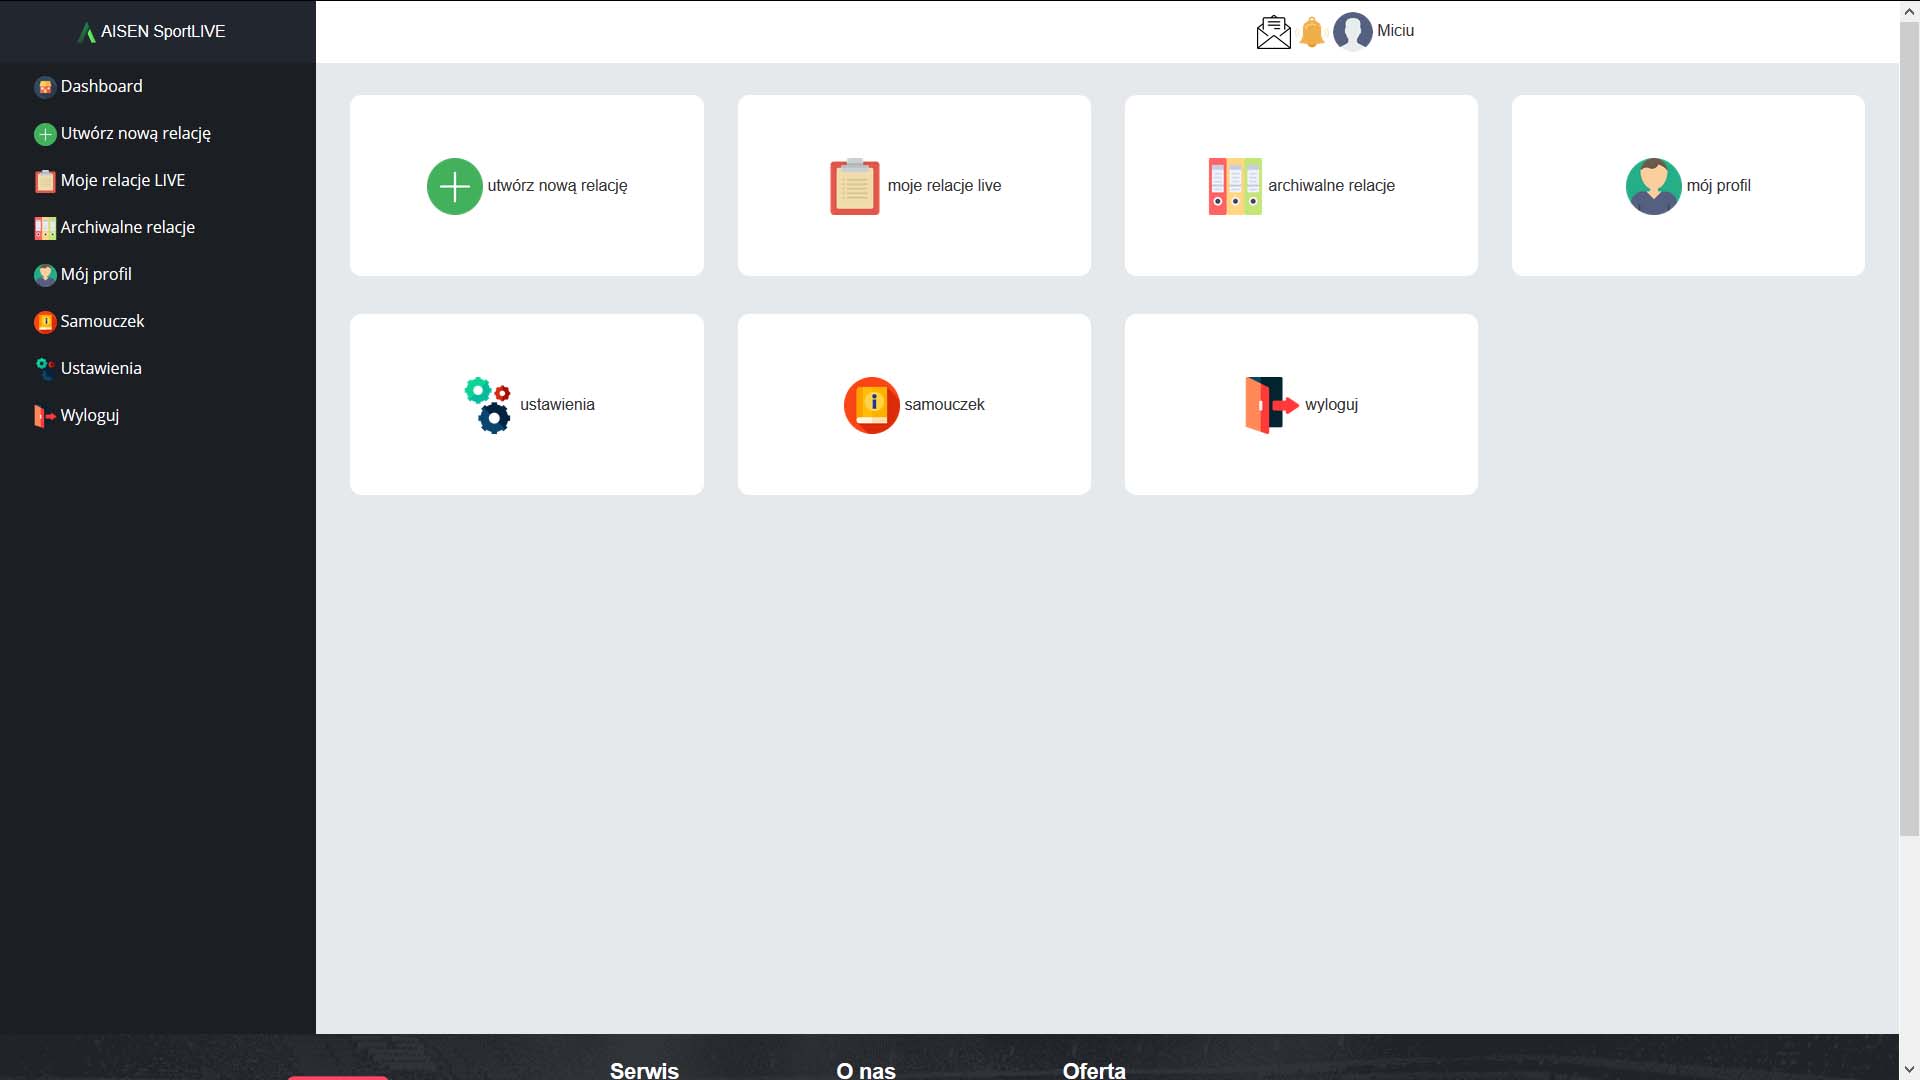 AISEN SportLIVE
Miciu
Dashboard
Utwórz nową relację
Moje relacje LIVE
Archiwalne relacje
Mój profil
Samouczek
Ustawienia
Wyloguj
utwórz nową relację
moje relacje live
archiwalne relacje
mój profil
ustawienia
samouczek
wyloguj
Serwis
O nas
Oferta